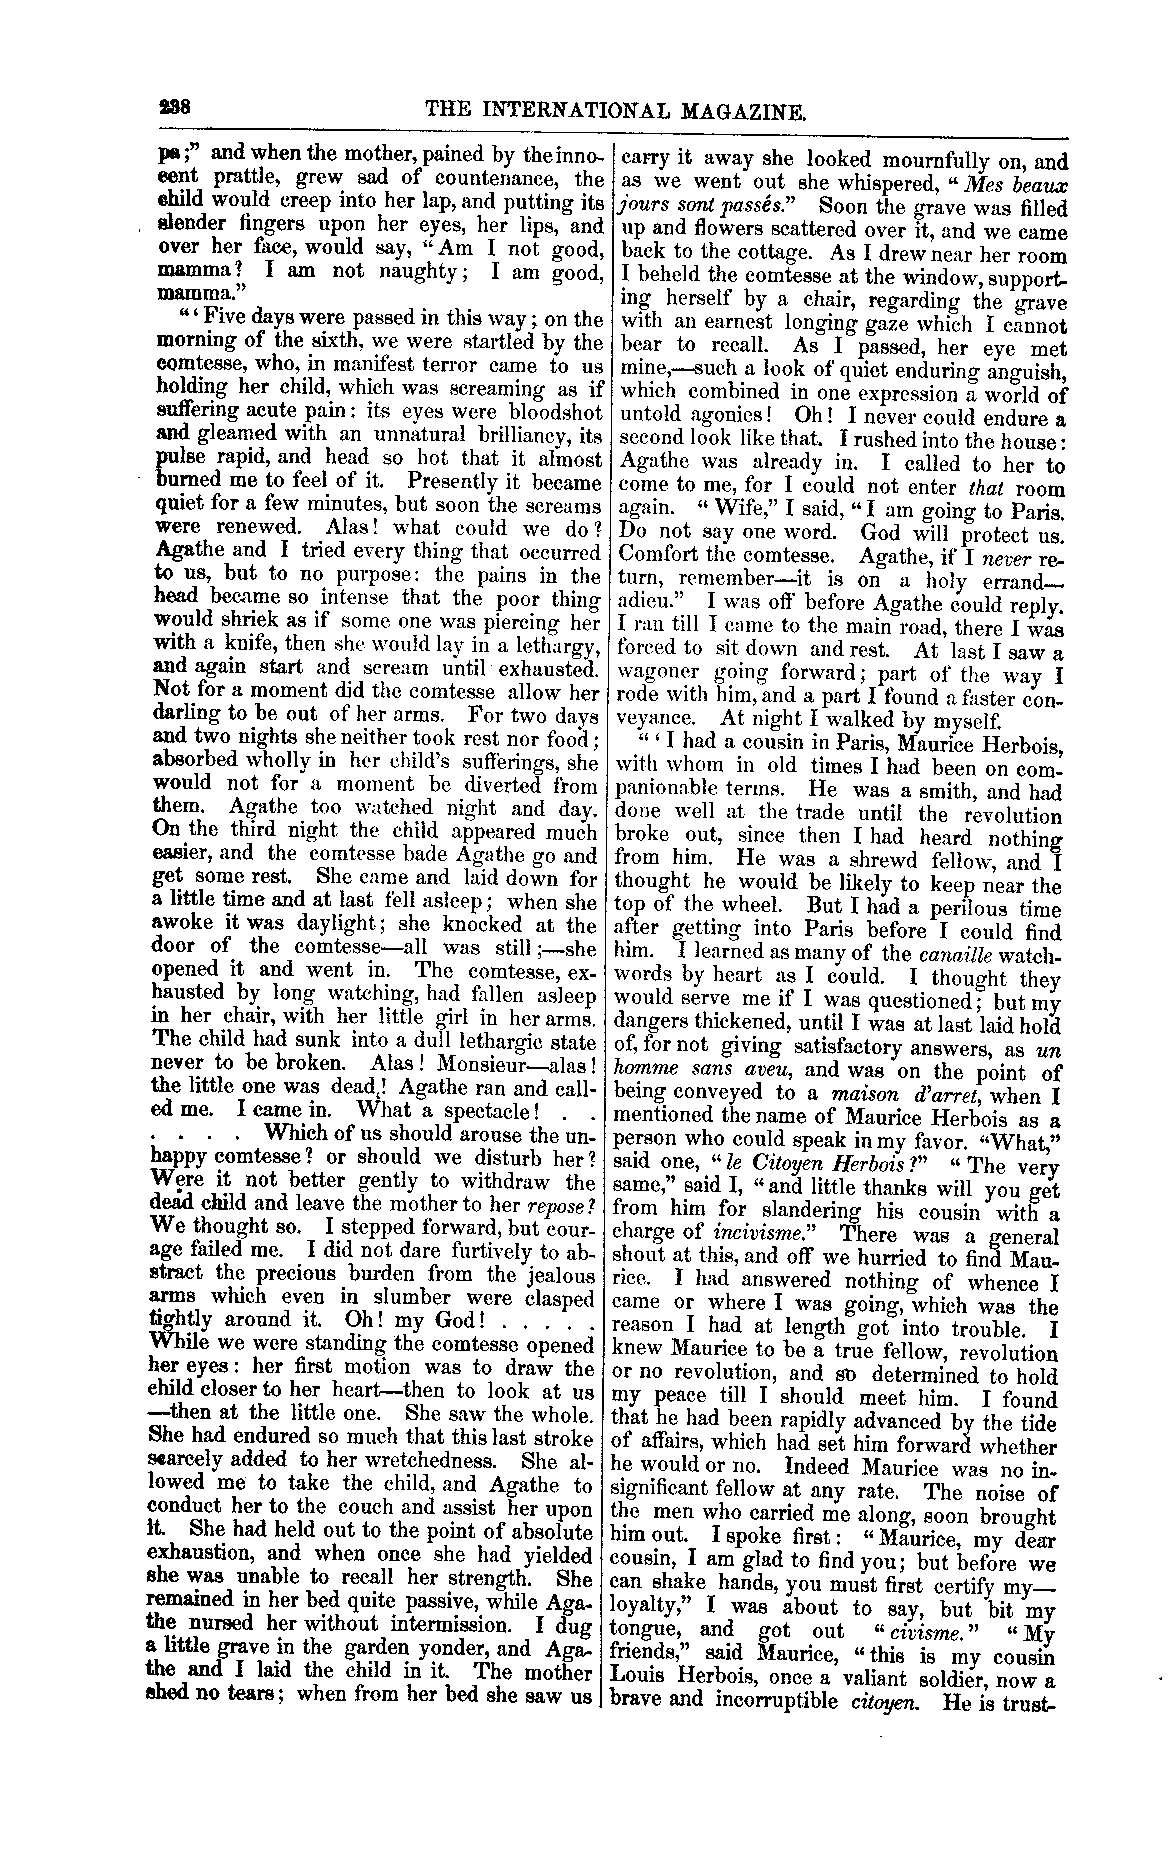 238
THE INTERNATIONAL MAGAZINE.
pa;” and when the mother, pained by the inno-
cent prattle, grew sad of countenance, the
child would creep into her lap, and putting its
slender fingers upon her eyes, her lips, and
over her face, would say, “Am I not good,
mamma? I am not naughty; I am good,
mamma.”
“‘Five days were passed in this way; on the
morning of the sixth, we were startled by the
comtesse, who, in manifest terror came to us
holding her child, which was screaming as if
suffering acute pain: its eyes were bloodshot
and gleamed with an unnatural brilliancy, its
pulse rapid, and head so hot that it almost
burned me to feel of it. Presently it became
quiet for a few minutes, but soon the screams
were renewed. Alas! what could we do?
Agathe and I tried every thing that occurred
to us, but to no purpose: the pains in the
head became so intense that the poor thing
would shriek as if some one was piercing her
with a knife, then she would lay in a lethargy,
and again start and scream until exhausted.
Not for a moment did the comtesse allow her
darling to be out of her arms. For two days
and two nights she neither took rest nor food;
absorbed wholly in her child's sufferings, she
would not for a moment be diverted from
them. Agathe too watched night and day.
On the third night the child appeared much
easier, and the comtesse bade Agathe go and
get some rest. She came and laid down for
a little time and at last fell asleep; when she
awoke it was daylight; she knocked at the
door of the comtesse—all was still;—she
opened it and went in. The comtesse, ex-
hausted by long watching, had fallen asleep
in her chair, with her little girl in her arms.
The child had sunk into a dull lethargic state
never to be broken. Alas! Monsieur—alas!
the little one was dead! Agathe ran and call-
ed me. I came in. What a spectacle! . .
. . . . Which of us should arouse the un-
happy comtesse? or should we disturb her?
Were it not better gently to withdraw the
dead child and leave the mother to her repose?
We thought so. I stepped forward, but cour-
age failed me. I did not dare furtively to ab-
stract the precious burden from the jealous
arms which even in slumber were clasped
tightly around it. Oh! my God! . . . . .
While we were standing the comtesse opened
her eyes: her first motion was to draw the
child closer to her heart—then to look at us
—then at the little one. She saw the whole.
She had endured so much that this last stroke
scarcely added to her wretchedness. She al-
lowed me to take the child, and Agathe to
conduct her to the couch and assist her upon
it. She had held out to the point of absolute
exhaustion, and when once she had yielded
she was unable to recall her strength. She
remained in her bed quite passive, while Aga-
the nursed her without intermission. I dug
a little grave in the garden yonder, and Aga-
the and I laid the child in it. The mother
shed no tears; when from her bed she saw us
carry it away she looked mournfully on, and
as we went out she whispered, “Mes beaux
jours sont passés.” Soon the grave was filled
up and flowers scattered over it, and we came
back to the cottage. As I drew near her room
I beheld the comtesse at the window, support-
ing herself by a chair, regarding the grave
with an earnest longing gaze which I cannot
bear to recall. As I passed, her eye met
mine,—such a look of quiet enduring anguish,
which combined in one expression a world of
untold agonies! Oh! I never could endure a
second look like that. I rushed into the house:
Agathe was already in. I called to her to
come to me, for I could not enter that room
again. “Wife,” I said, “I am going to Paris.
Do not say one word. God will protect us.
Comfort the comtesse. Agathe, if I never re-
turn, remember—it is on a holy errand—
adieu.” I was off before Agathe could reply.
I ran till I came to the main road, there I was
forced to sit down and rest. At last I saw a
wagoner going forward; part of the way I
rode with him, and a part I found a faster con-
veyance. At night I walked by myself.
“‘I had a cousin in Paris, Maurice Herbois,
with whom in old times I had been on com-
panionable terms. He was a smith, and had
done well at the trade until the revolution
broke out, since then I had heard nothing
from him. He was a shrewd fellow, and I
thought he would be likely to keep near the
top of the wheel. But I had a perilous time
after getting into Paris before I could find
him. I learned as many of the canaille watch-
words by heart as I could. I thought they
would serve me if I was questioned; but my
dangers thickened, until I was at last laid hold
of, for not giving satisfactory answers, as un
homme sans aveu, and was on the point of
being conveyed to a maison d'arret, when I
mentioned the name of Maurice Herbois as a
person who could speak in my favor. “What,”
said one, “le Citoyen Herbois?” “The very
same,” said I, “and little thanks will you get
from him for slandering his cousin with a
charge of incivisme.” There was a general
shout at this, and off we hurried to find Mau-
rice. I had answered nothing of whence I
came or where I was going, which was the
reason I had at length got into trouble. I
knew Maurice to be a true fellow, revolution
or no revolution, and so determined to hold
my peace till I should meet him. I found
that he had been rapidly advanced by the tide
of affairs, which had set him forward whether
he would or no. Indeed Maurice was no in-
significant fellow at any rate. The noise of
the men who carried me along, soon brought
him out. I spoke first: “Maurice, my dear
cousin, I am glad to find you; but before we
can shake hands, you must first certify my—
loyalty,” I was about to say, but bit my
tongue, and got out “civisme.” “My
friends,” said Maurice, “this is my cousin
Louis Herbois, once a valiant soldier, now a
brave and incorruptible citoyen. He is trust-